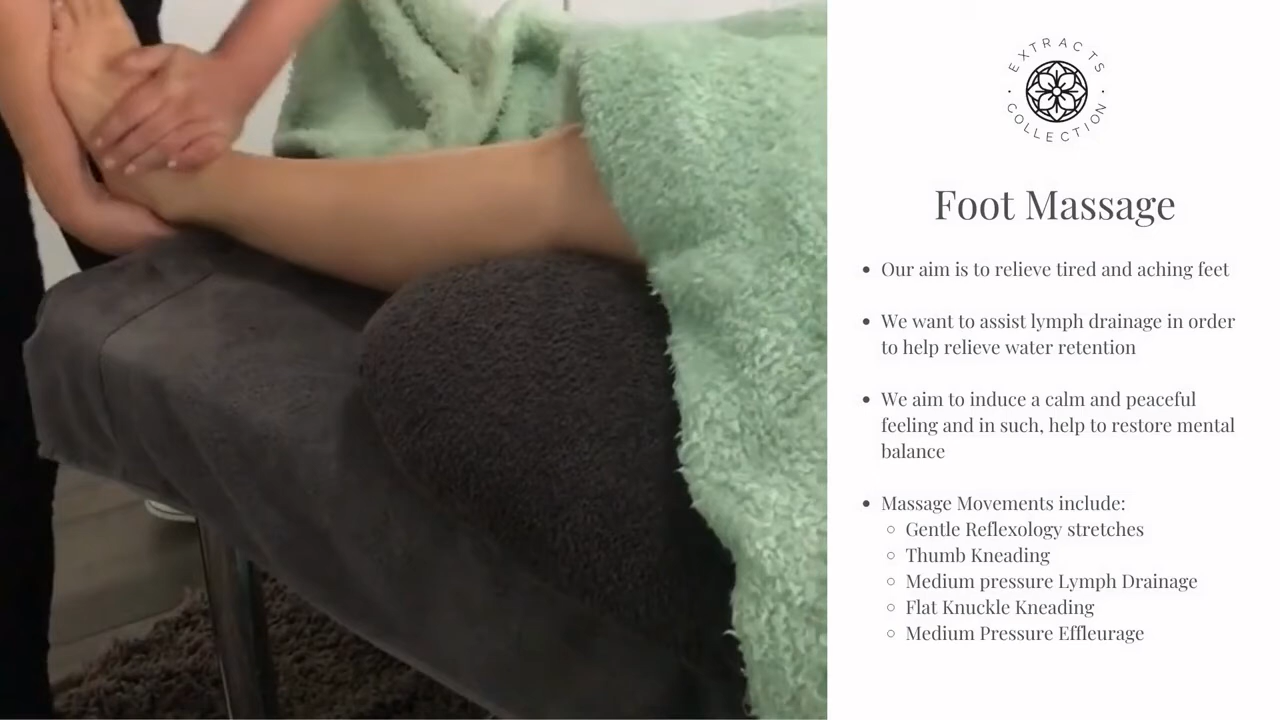 EXTRACTS
COLLECTION
Foot Massage
• Our aim is to relieve tired and aching feet
• We want to assist lymph drainage in order
to help relieve water retention
• We aim to induce a calm and peaceful
feeling and in such, help to restore mental
balance
• Massage Movements include:
○ Gentle Reflexology stretches
○ Thumb Kneading
○ Medium pressure Lymph Drainage
○ Flat Knuckle Kneading
○ Medium Pressure Effleurage